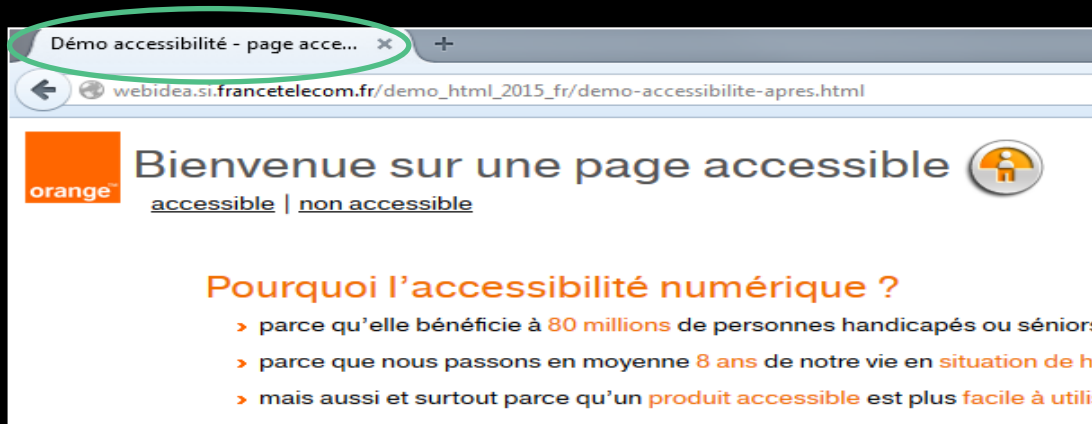 Démo accessibilité - page acce... × +
webidea.si.francetelecom.fr/demo_html_2015_fr/demo-accessibilite-apres.html
orange™
Bienvenue sur une page accessible
accessible | non accessible
Pourquoi l'accessibilité numérique ?
parce qu'elle bénéficie à 80 millions de personnes handicapés ou séniors
parce que nous passons en moyenne 8 ans de notre vie en situation de h
mais aussi et surtout parce qu'un produit accessible est plus facile à utili